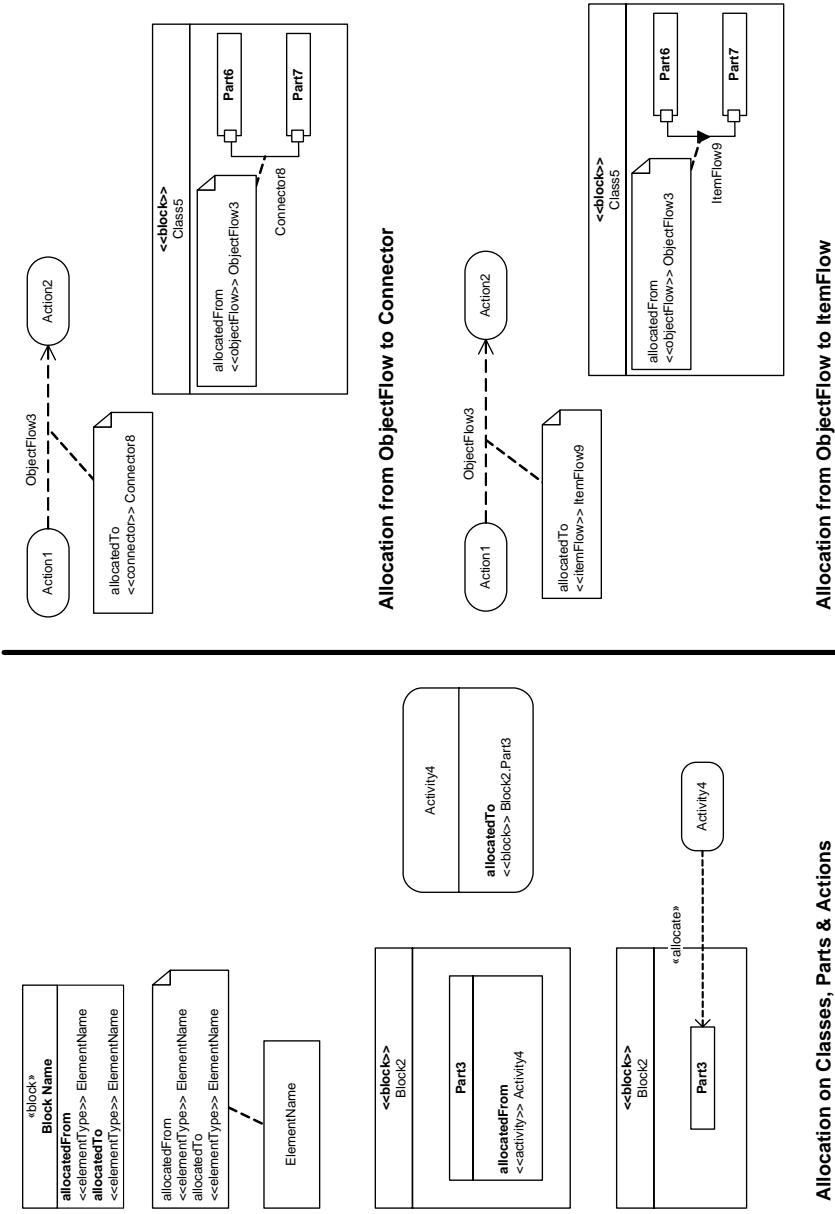 «block»
Block Name
allocatedFrom
<<elementType>> ElementName
allocatedTo
<<elementType>> ElementName
allocatedFrom
<<elementType>> ElementName
allocatedTo
<<elementType>> ElementName
ElementName
<<block>>
Block2
Part3
allocatedFrom
<<activity>> Activity4
Activity4
allocatedTo
<<block>> Block2.Part3
<<block>>
Block2
Part3
«allocate»
Activity4
Allocation on Classes, Parts & Actions
Action1
ObjectFlow3
Action2
allocatedTo
<<connector>> Connector8
<<block>>
Class5
allocatedFrom
<<objectFlow>> ObjectFlow3
Part6
Part7
Connector8
Allocation from ObjectFlow to Connector
Action1
ObjectFlow3
Action2
allocatedTo
<<itemFlow>> ItemFlow9
<<block>>
Class5
allocatedFrom
<<objectFlow>> ObjectFlow3
Part6
Part7
ItemFlow9
Allocation from ObjectFlow to ItemFlow